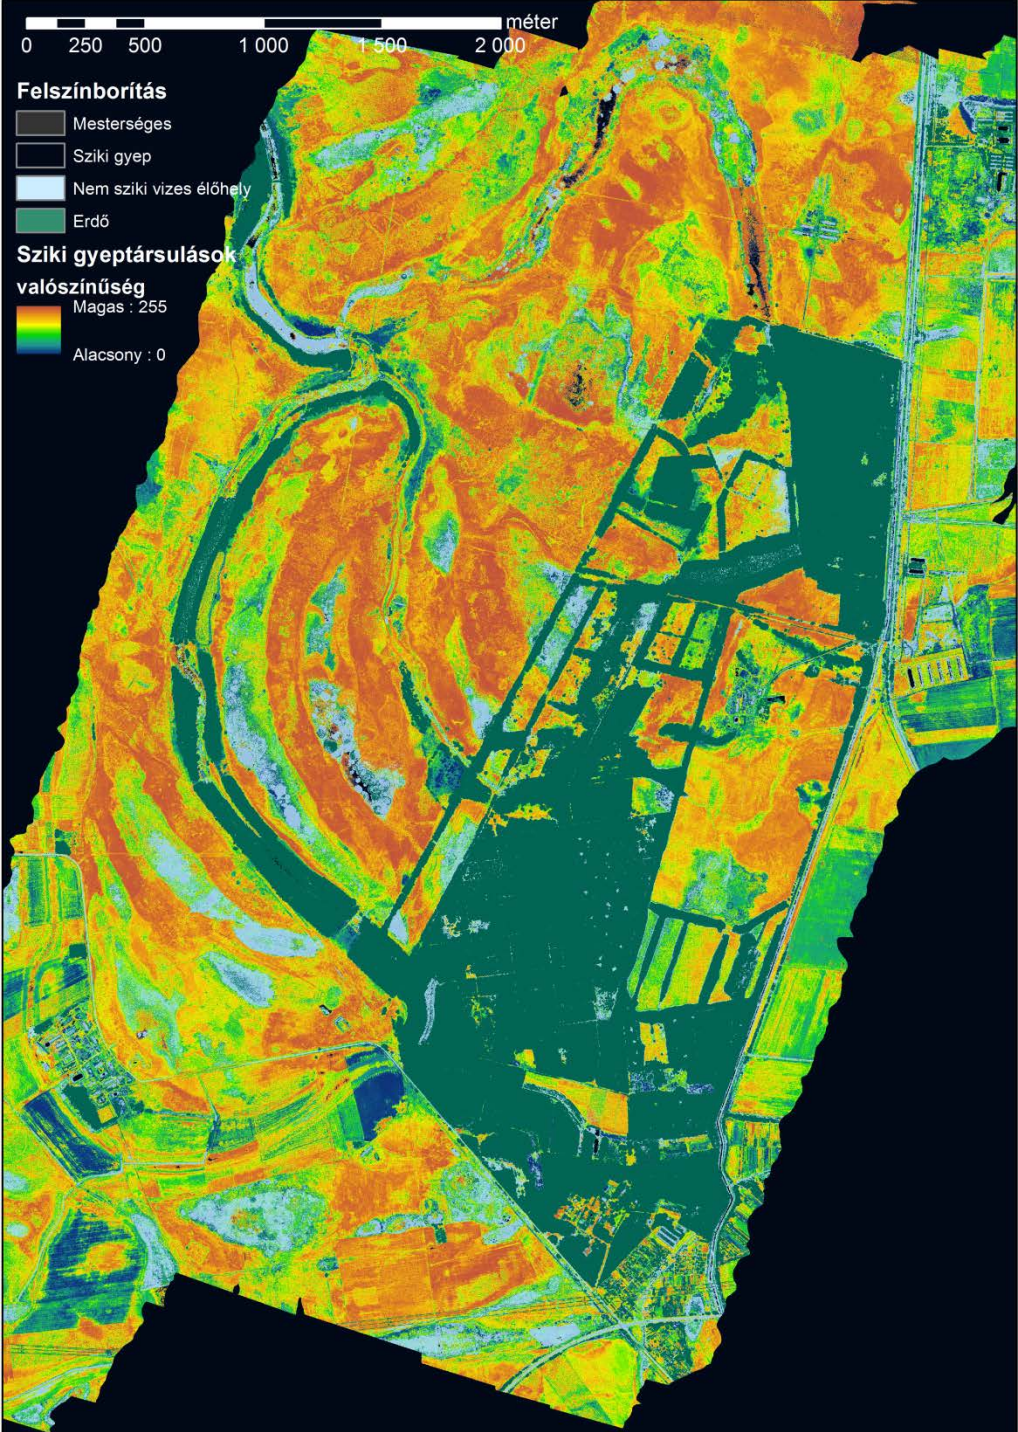 méter
0 250 500 1 000 1 500 2 000
Felszínborítás
Mesterséges
Sziki gyep
Nem sziki vizes élőhely
Erdő
Sziki gyeptársulások
valószínűség
Magas : 255
Alacsony : 0